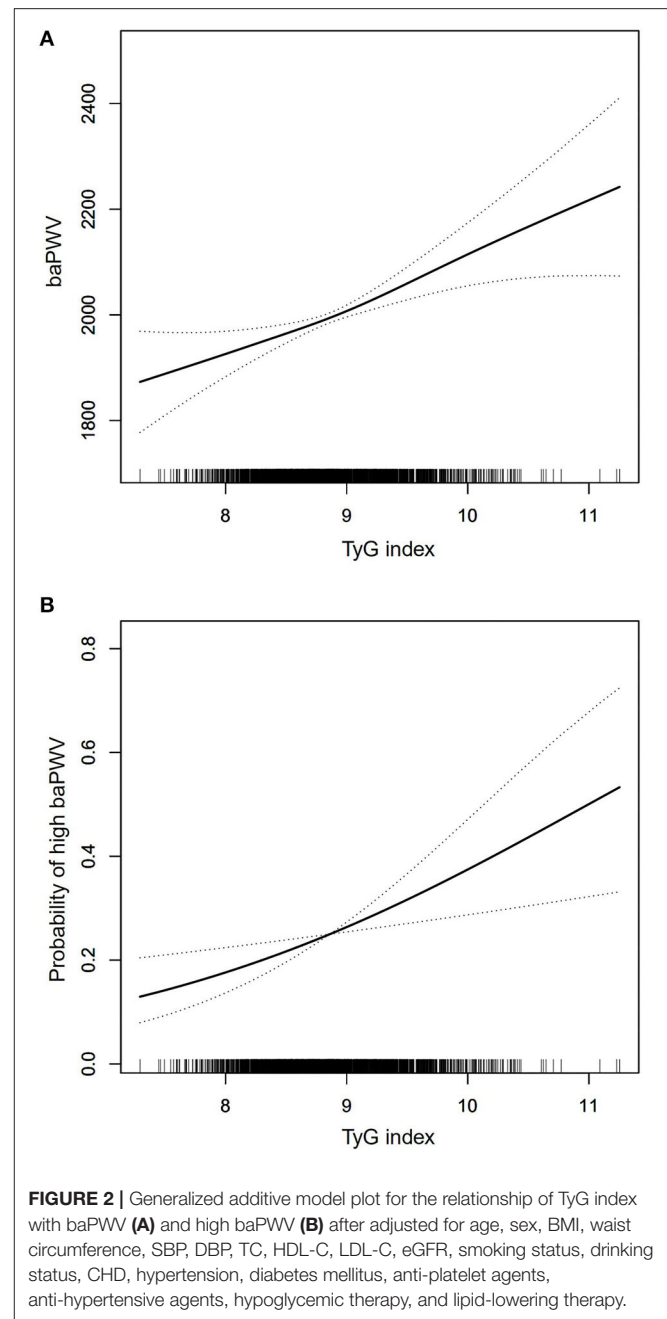 A
2400
2200
2000
1800
baPWV
8 9 10 11
TyG index
B
0.8
0.6
0.4
0.2
0.0
Probability of high baPWV
8 9 10 11
TyG index
FIGURE 2 | Generalized additive model plot for the relationship of TyG index
with baPWV (A) and high baPWV (B) after adjusted for age, sex, BMI, waist
circumference, SBP, DBP, TC, HDL-C, LDL-C, eGFR, smoking status, drinking
status, CHD, hypertension, diabetes mellitus, anti-platelet agents,
anti-hypertensive agents, hypoglycemic therapy, and lipid-lowering therapy.